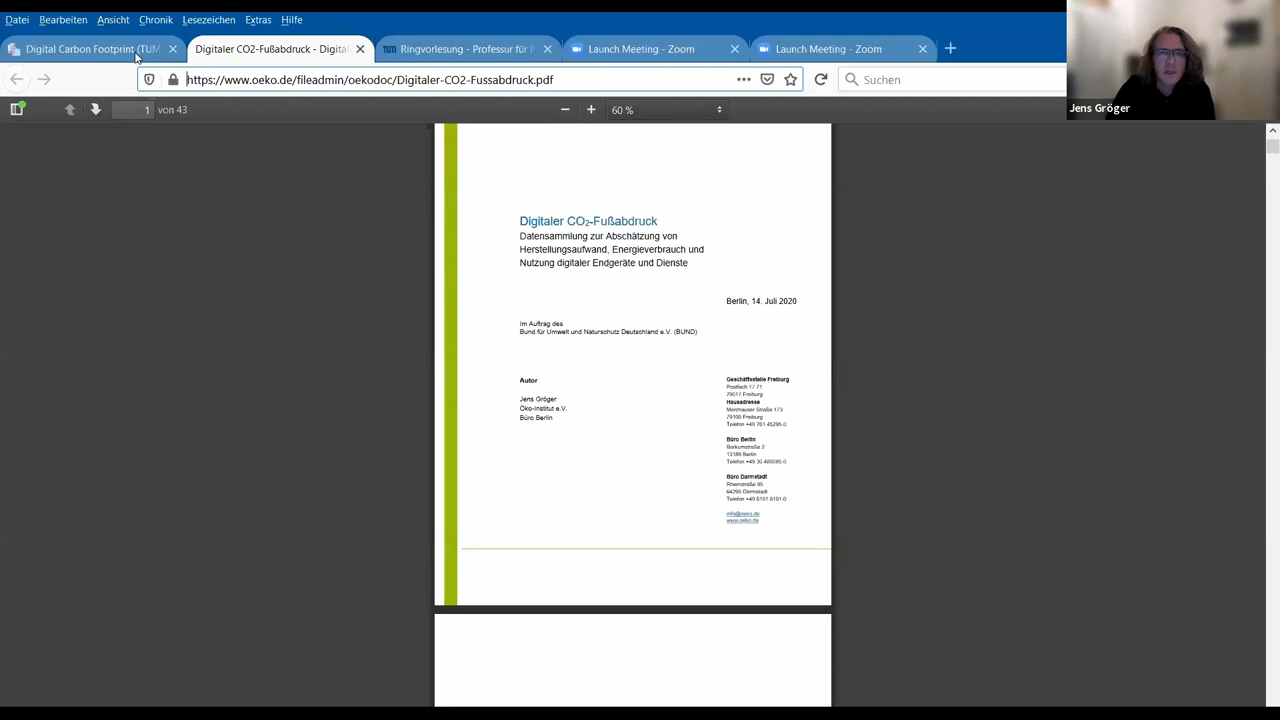 Datei Bearbeiten Ansicht Chronik Lesezeichen Extras Hilfe
Digital Carbon Footprint (TUM
Digitaler CO2-Fußabdruck - Digital
Ringvorlesung - Professur für
Launch Meeting - Zoom
Launch Meeting - Zoom
https://www.oeko.de/fileadmin/oekodoc/Digitaler-CO2-Fussabdruck.pdf
Suchen
1 von 43
60 %
Jens Gröger
Digitaler CO2-Fußabdruck
Datensammlung zur Abschätzung von
Herstellungsaufwand, Energieverbrauch und
Nutzung digitaler Endgeräte und Dienste
Berlin, 14. Juli 2020
Im Auftrag des
Bund für Umwelt und Naturschutz Deutschland e.V. (BUND)
Autor
Jens Gröger
Öko-Institut e.V.
Büro Berlin
Geschäftsstelle Freiburg
Postfach 17 71
79017 Freiburg
Hausadresse
Merzhauser Straße 173
79100 Freiburg
Telefon +49 761 45295-0
Büro Berlin
Borkumstraße 2
13189 Berlin
Telefon +49 30 405085-0
Büro Darmstadt
Rheinstraße 95
64295 Darmstadt
Telefon +49 6151 8191-0
info@oeko.de
www.oeko.de